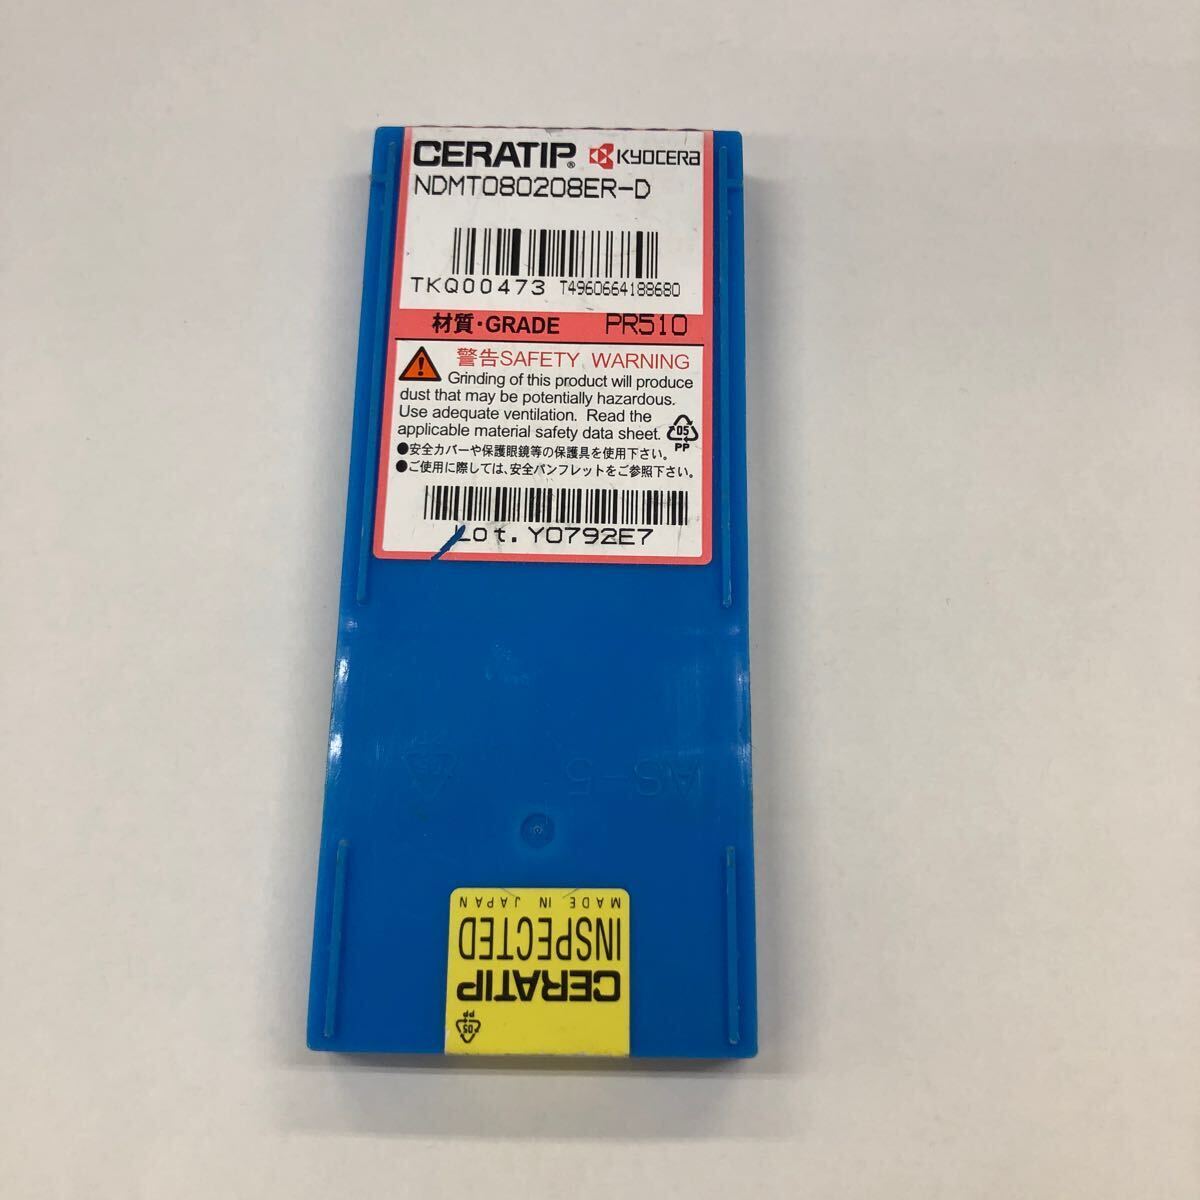 CERATIP® KYOCERA
NDMT080208ER-D
TKQ00473 T4960664188680
材質・GRADE PR510
警告SAFETY WARNING
Grinding of this product will produce
dust that may be potentially hazardous.
Use adequate ventilation. Read the
applicable material safety data sheet.
05
PP
●安全カバーや保護眼鏡等の保護具を使用下さい。
●ご使用に際しては、安全パンフレットをご参照下さい。
Lot. Y0792E7
AS-5
MADE IN JAPAN
INSPECTED
CERATIP
05
PP